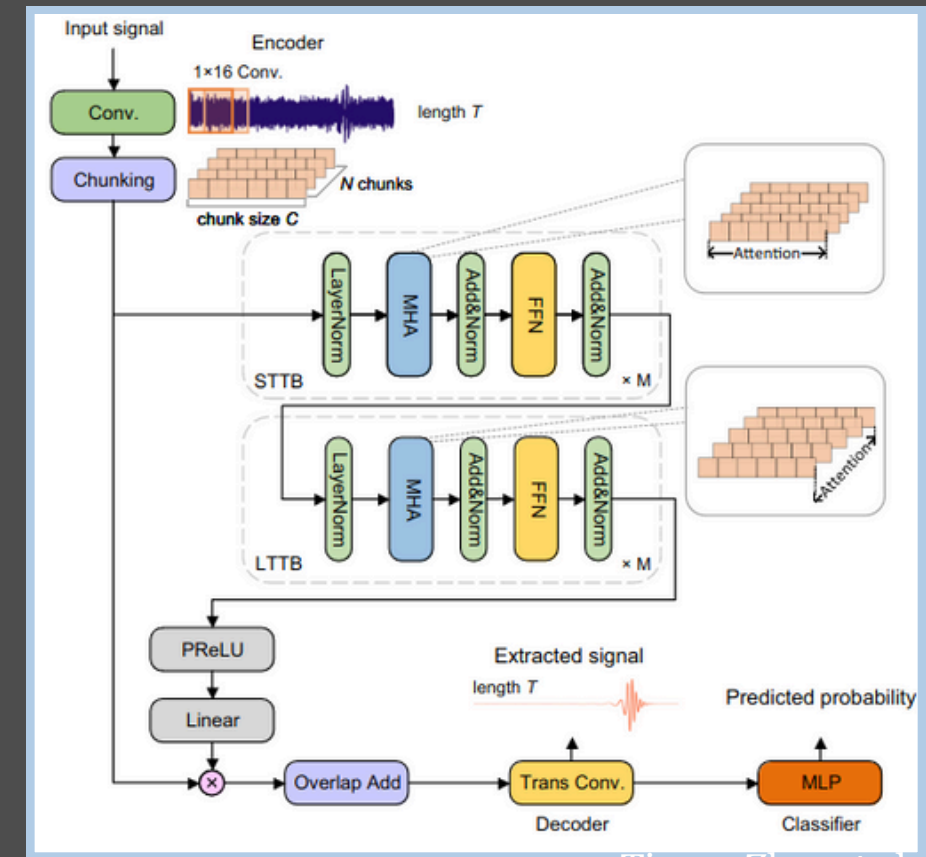 Input signal
Encoder
1×16 Conv.
Conv.
length T
Chunking
N chunks
chunk size C
Attention
LayerNorm
MHA
Add&Norm
FFN
Add&Norm
STTB
× M
Attention
LayerNorm
MHA
Add&Norm
FFN
Add&Norm
LTTB
× M
PReLU
Extracted signal
length T
Predicted probability
Linear
×
Overlap Add
Trans Conv.
MLP
Decoder
Classifier